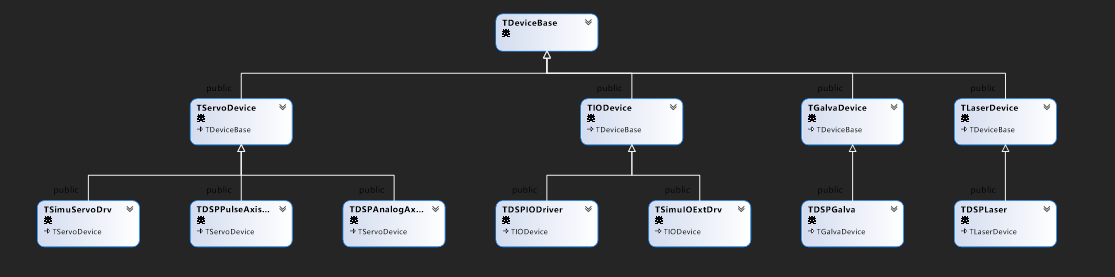 TDeviceBase
类
public
public
public
public
TServoDevice
类
TDeviceBase
TIODevice
类
TDeviceBase
TGalvaDevice
类
TDeviceBase
TLaserDevice
类
TDeviceBase
public
public
public
public
public
public
public
TSimuServoDrv
类
TServoDevice
TDSPPulseAxis...
类
TServoDevice
TDSPAnalogAx...
类
TServoDevice
TDSPIODriver
类
TIODevice
TSimuIOExtDrv
类
TIODevice
TDSPGalva
类
TGalvaDevice
TDSPLaser
类
TLaserDevice